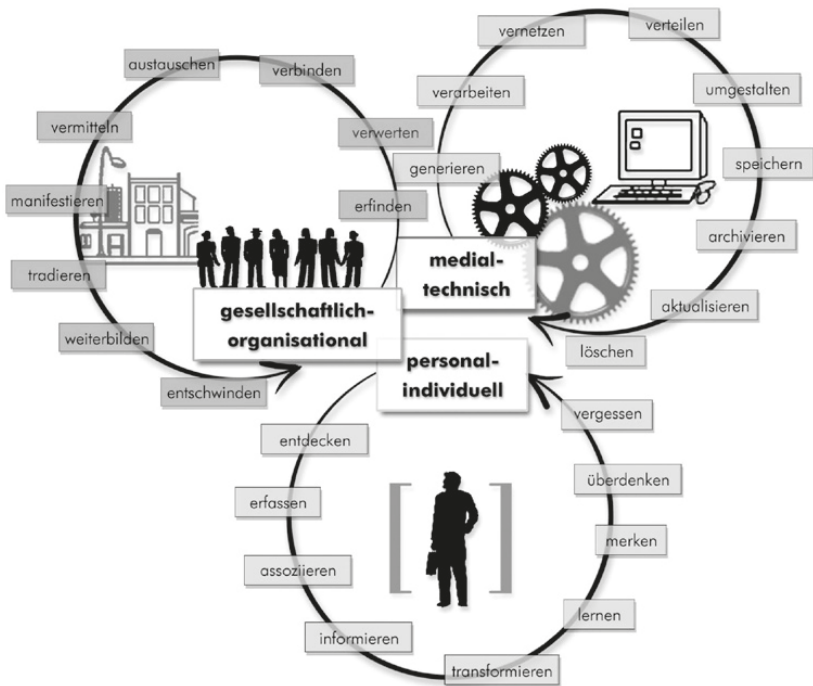 vernetzen
verteilen
austauschen
verbinden
verarbeiten
umgestalten
vermitteln
verwerten
generieren
speichern
manifestieren
erfinden
archivieren
medial-
technisch
tradieren
gesellschaftlich-
organisational
aktualisieren
weiterbilden
löschen
personal-
individuell
entschwinden
vergessen
entdecken
überdenken
erfassen
merken
assoziieren
lernen
informieren
transformieren